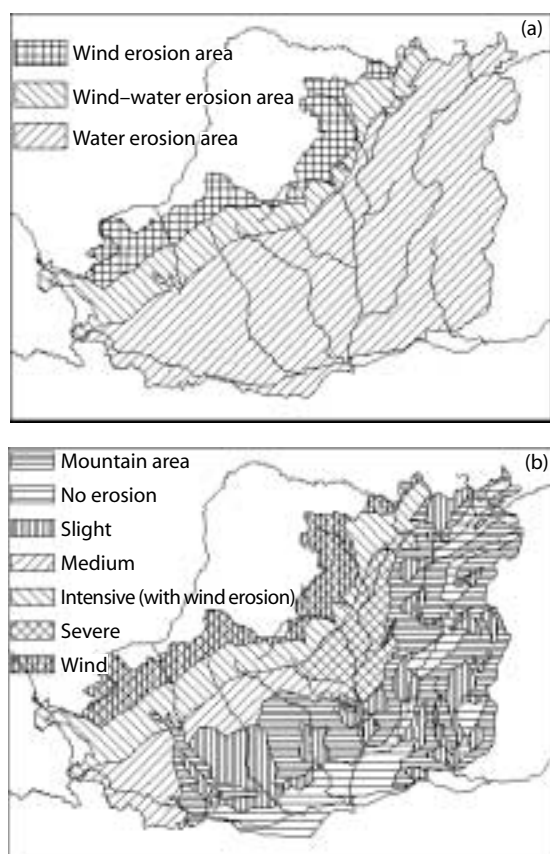 (a)
Wind erosion area
Wind–water erosion area
Water erosion area
(b)
Mountain area
No erosion
Slight
Medium
Intensive (with wind erosion)
Severe
Wind